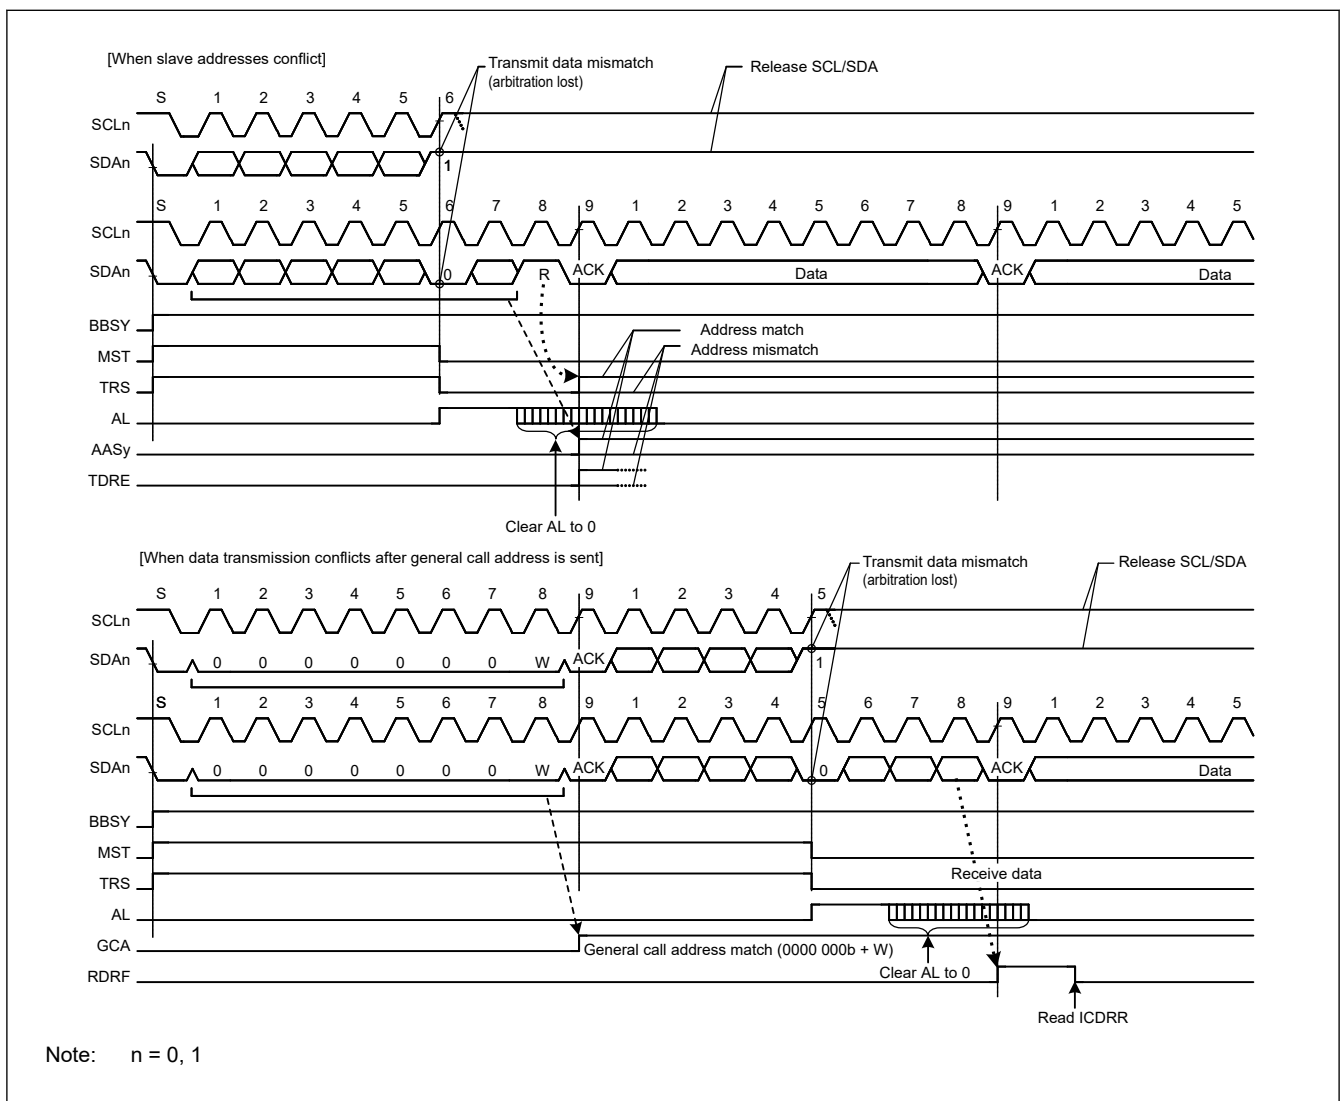 [When slave addresses conflict]
Transmit data mismatch
(arbitration lost)
Release SCL/SDA
S 1 2 3 4 5 6
SCLn
SDAn 1
S 1 2 3 4 5 6 7 8 9 1 2 3 4 5 6 7 8 9 1 2 3 4 5
SCLn
SDAn 0 R ACK Data ACK Data
BBSY
Address match
MST
Address mismatch
TRS
AL
AASy
TDRE
Clear AL to 0
[When data transmission conflicts after general call address is sent]
Transmit data mismatch
(arbitration lost)
Release SCL/SDA
S 1 2 3 4 5 6 7 8 9 1 2 3 4 5
SCLn
SDAn 0 0 0 0 0 0 0 W ACK 1
S 1 2 3 4 5 6 7 8 9 1 2 3 4 5 6 7 8 9 1 2 3 4 5
SCLn
SDAn 0 0 0 0 0 0 0 W ACK 0 ACK Data
BBSY
MST
Receive data
TRS
AL
GCA
General call address match (0000 000b + W)
Clear AL to 0
RDRF
Read ICDRR
Note: n = 0, 1